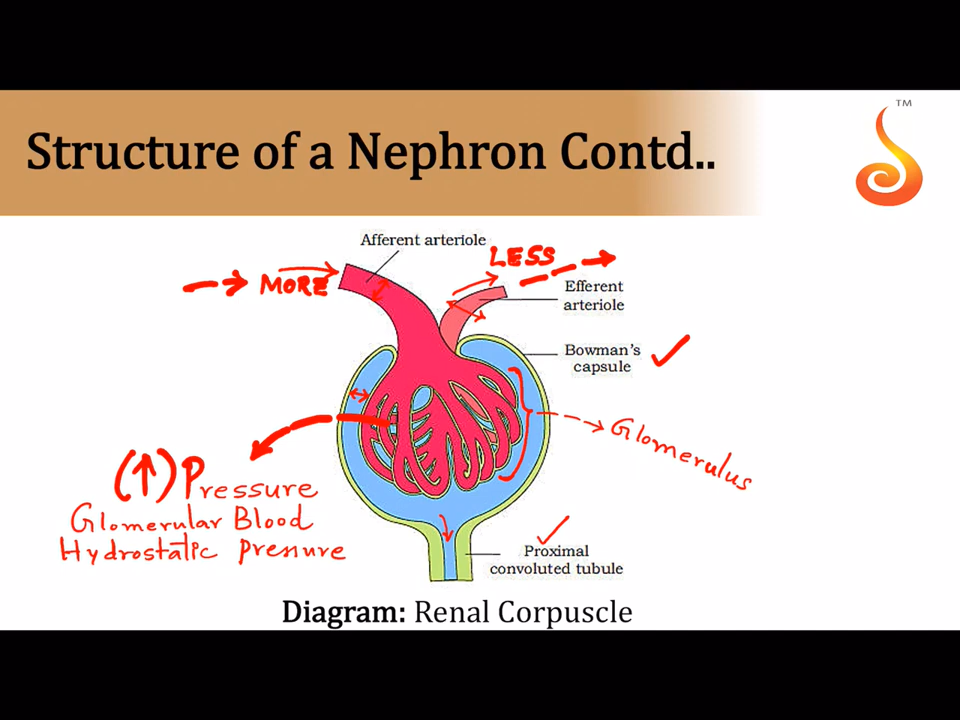 Structure of a Nephron Contd..
TM
Afferent arteriole
LESS
MORE
Efferent
arteriole
Bowman's
capsule
Glomerulus
(↑) Pressure
Glomerular Blood
Hydrostatic Pressure
Proximal
convoluted tubule
Diagram: Renal Corpuscle